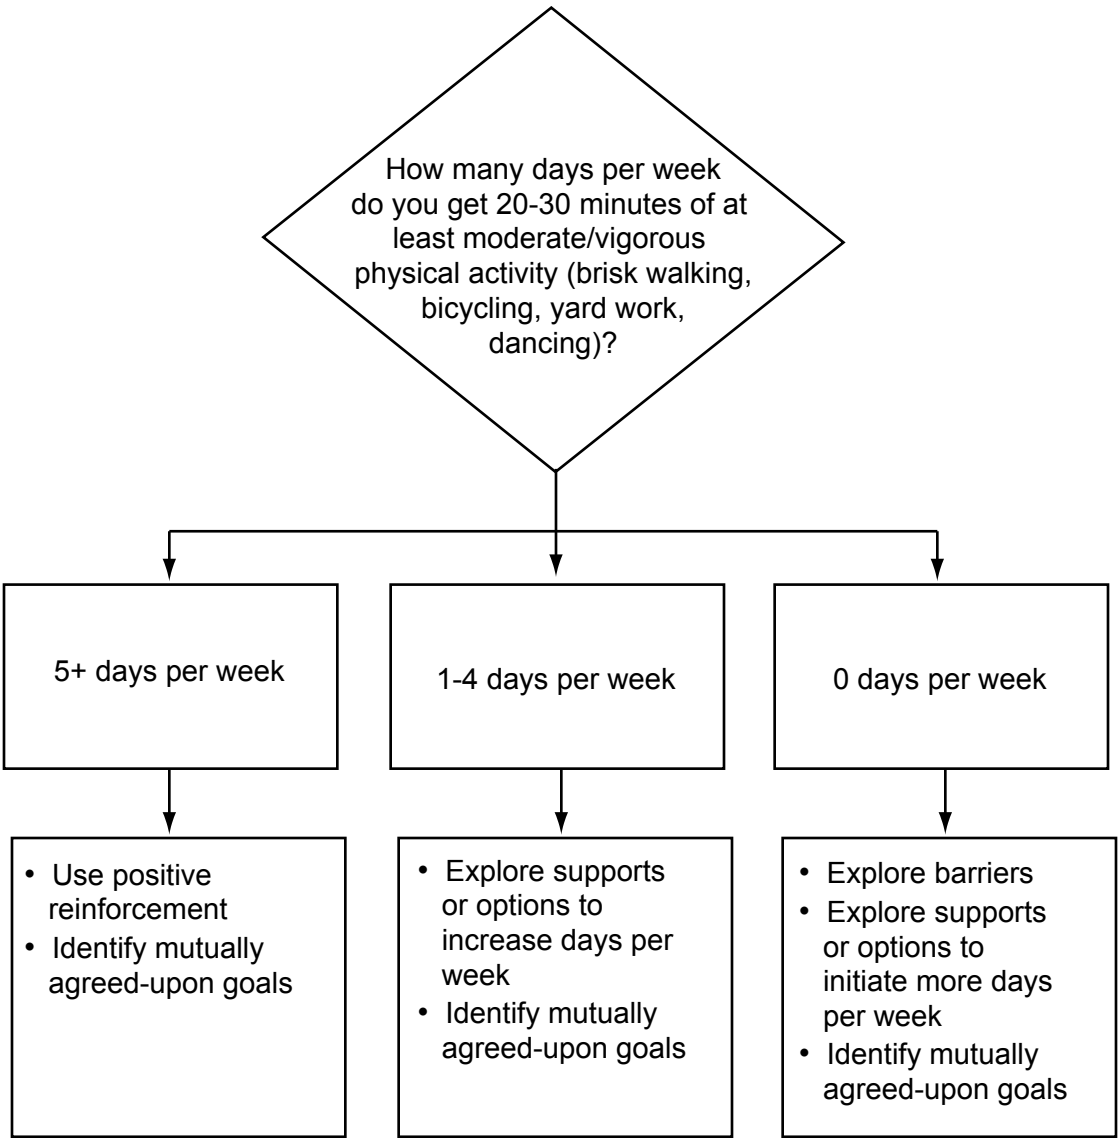 How many days per week
do you get 20-30 minutes of at
least moderate/vigorous
physical activity (brisk walking,
bicycling, yard work,
dancing)?
5+ days per week
1-4 days per week
0 days per week
• Use positive
reinforcement
• Identify mutually
agreed-upon goals
• Explore supports
or options to
increase days per
week
• Identify mutually
agreed-upon goals
• Explore barriers
• Explore supports
or options to
initiate more days
per week
• Identify mutually
agreed-upon goals